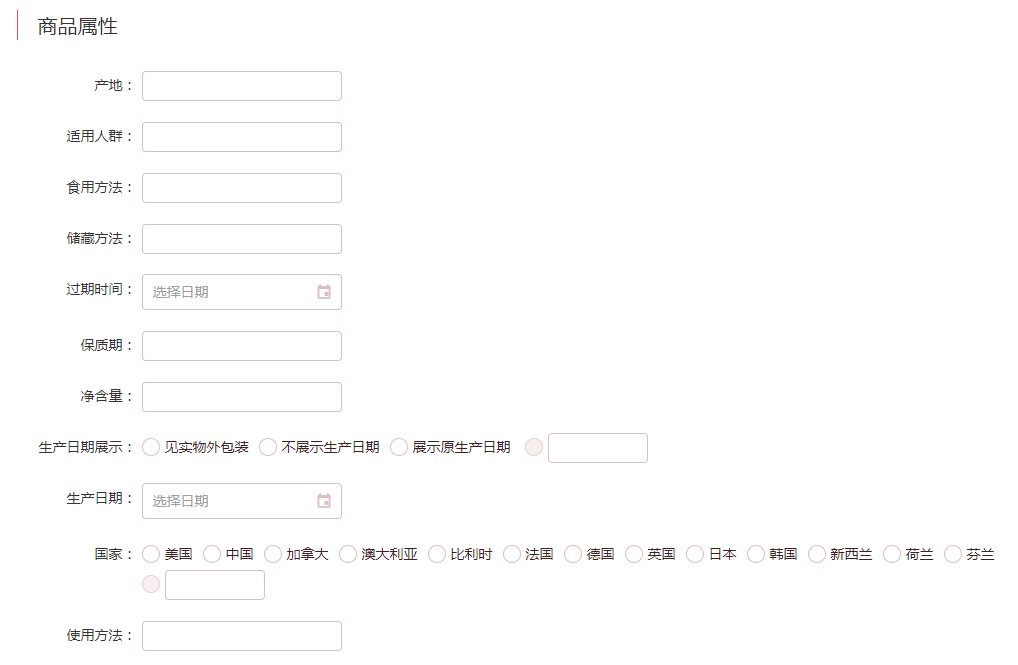 商品属性
产地：
适用人群：
食用方法：
储藏方法：
过期时间： 选择日期
保质期：
净含量：
生产日期展示： 见实物外包装 不展示生产日期 展示原生产日期
生产日期： 选择日期
国家： 美国 中国 加拿大 澳大利亚 比利时 法国 德国 英国 日本 韩国 新西兰 荷兰 芬兰
使用方法：